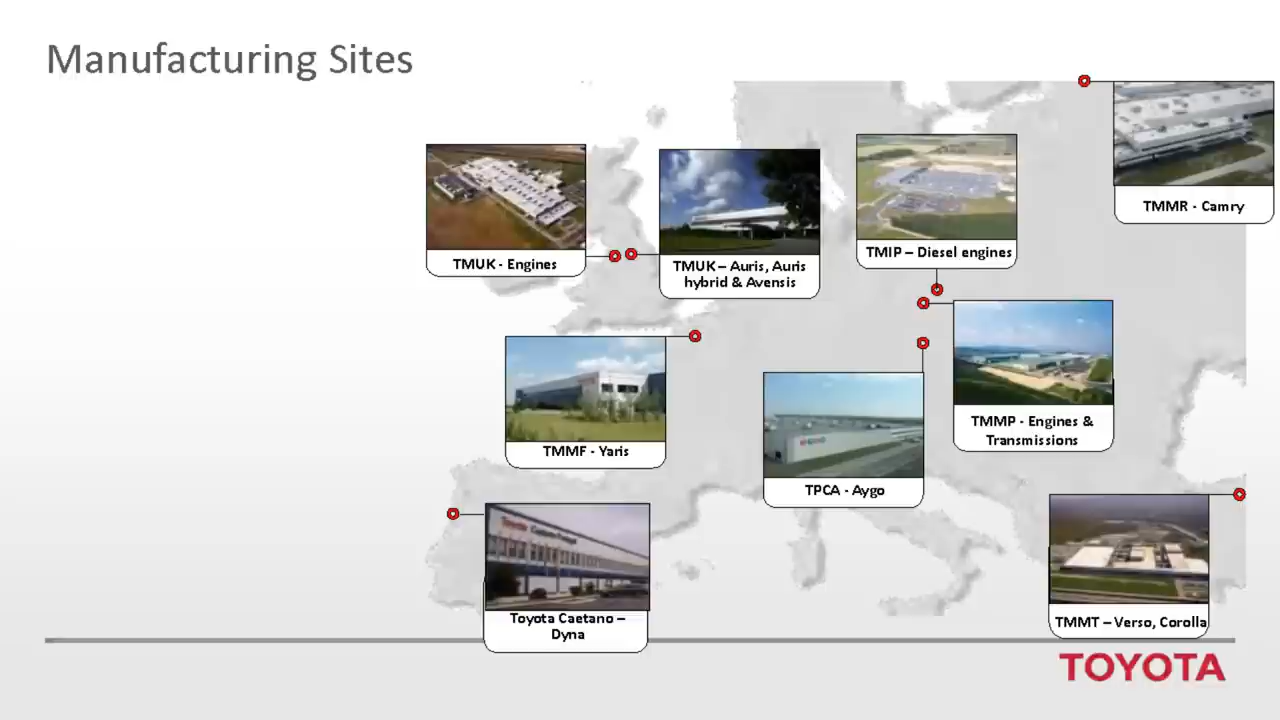 Manufacturing Sites
TMMR - Camry
TMUK - Engines
TMUK – Auris, Auris
hybrid & Avensis
TMIP – Diesel engines
TMMF - Yaris
TMMP - Engines &
Transmissions
TPCA - Aygo
Toyota Caetano –
Dyna
TMMT – Verso, Corolla
TOYOTA